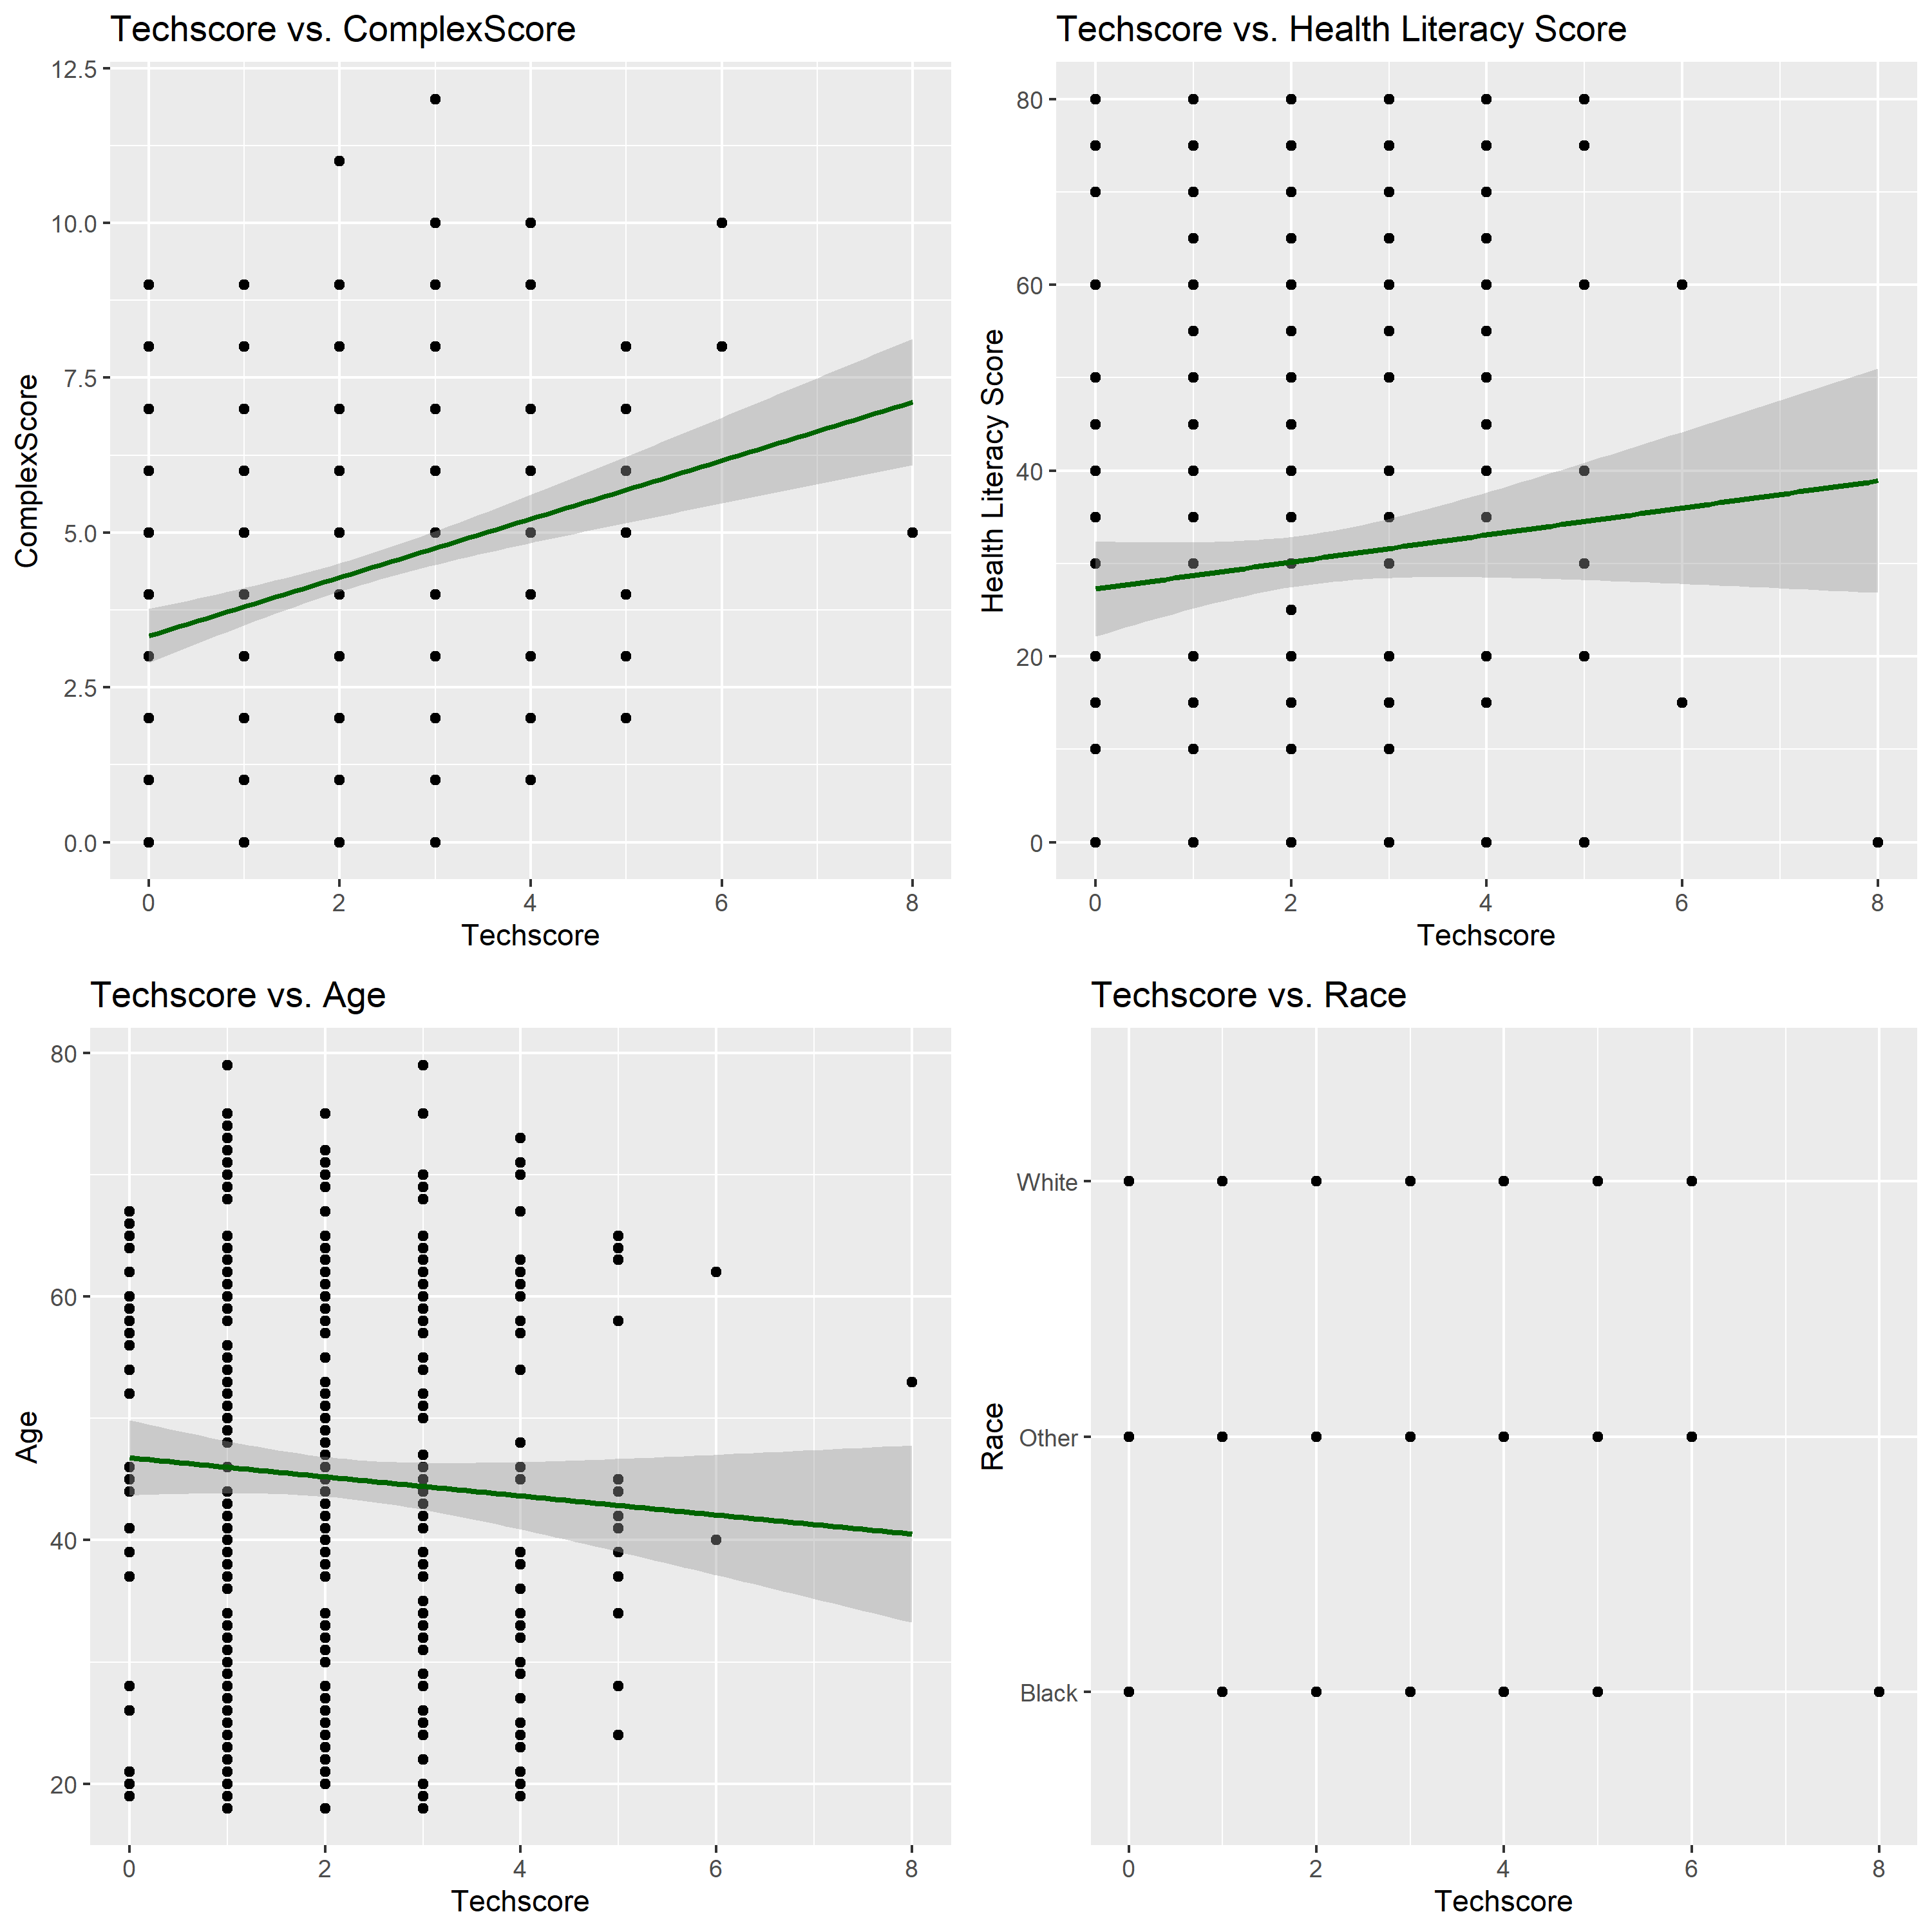 Techscore vs. ComplexScore
ComplexScore
12.5
10.0
7.5
5.0
2.5
0.0
0 2 4 6 8
Techscore
Techscore vs. Health Literacy Score
Health Literacy Score
80
60
40
20
0
0 2 4 6 8
Techscore
Techscore vs. Age
Age
80
60
40
20
0 2 4 6 8
Techscore
Techscore vs. Race
Race
White
Other
Black
0 2 4 6 8
Techscore